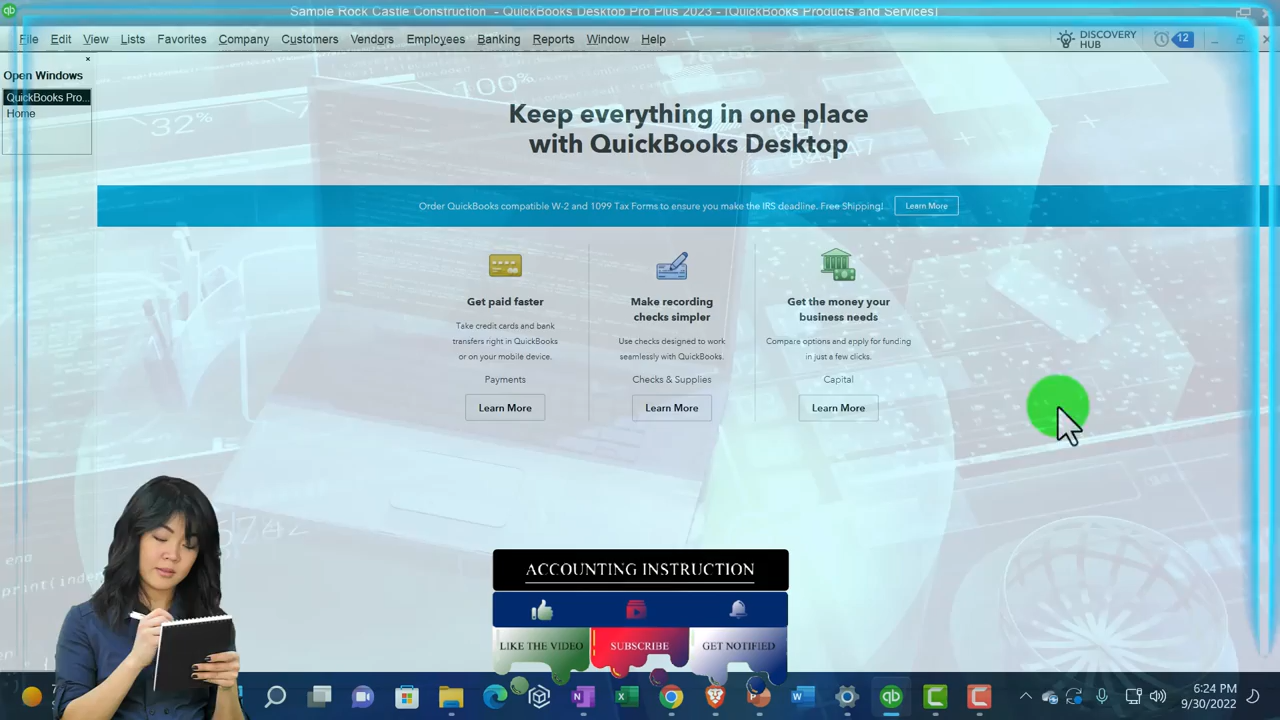 Sample Rock Castle Construction - QuickBooks Desktop Pro Plus 2023 - [QuickBooks Products and Services]
File Edit View Lists Favorites Company Customers Vendors Employees Banking Reports Window Help
DISCOVERY
HUB
12
Open Windows
QuickBooks Pro...
Home
32%
Keep everything in one place
with QuickBooks Desktop
Order QuickBooks compatible W-2 and 1099 Tax Forms to ensure you make the IRS deadline. Free Shipping!
Learn More
Get paid faster
Take credit cards and bank
transfers right in QuickBooks
or on your mobile device.
Payments
Learn More
Make recording
checks simpler
Use checks designed to work
seamlessly with QuickBooks.
Checks & Supplies
Learn More
Get the money your
business needs
Compare options and apply for funding
in just a few clicks.
Capital
Learn More
ACCOUNTING INSTRUCTION
LIKE THE VIDEO
SUBSCRIBE
GET NOTIFIED
6:24 PM
9/30/2022